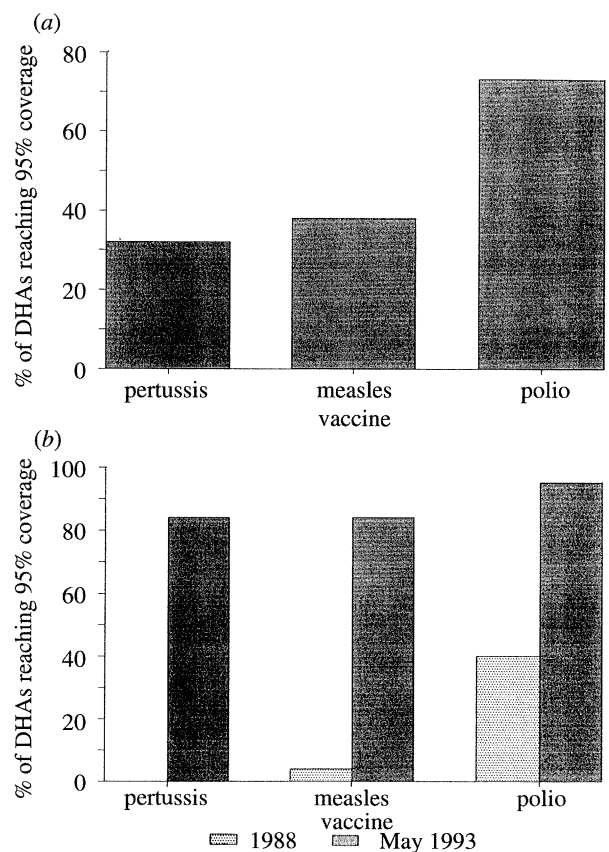 (a)
% of DHAs reaching 95% coverage
80
60
40
20
0
pertussis measles polio
vaccine
(b)
% of DHAs reaching 95% coverage
100
80
60
40
20
0
pertussis measles polio
vaccine
1988 May 1993